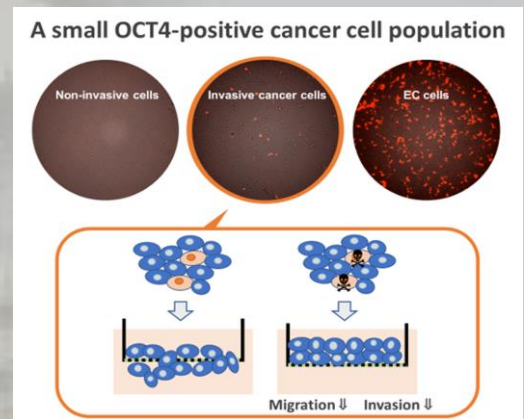 A small OCT4-positive cancer cell population
Non-invasive cells
Invasive cancer cells
EC cells
Migration ⇓ Invasion ⇓